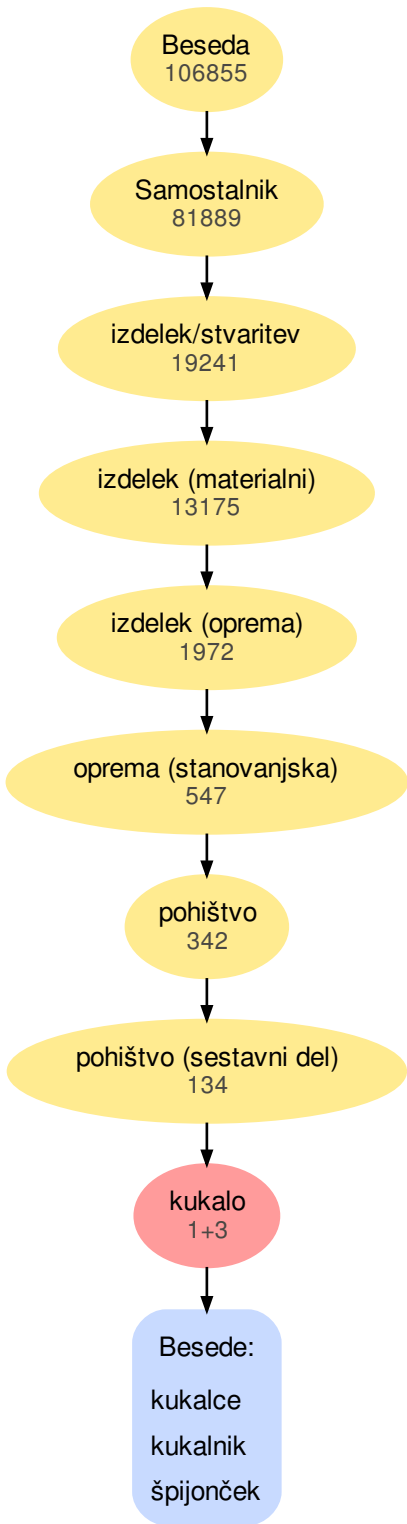 Beseda
106855
Samostalnik
81889
izdelek/stvaritev
19241
izdelek (materialni)
13175
izdelek (oprema)
1972
oprema (stanovanjska)
547
pohištvo
342
pohištvo (sestavni del)
134
kukalo
1+3
Besede:
kukalce
kukalnik
špijonček